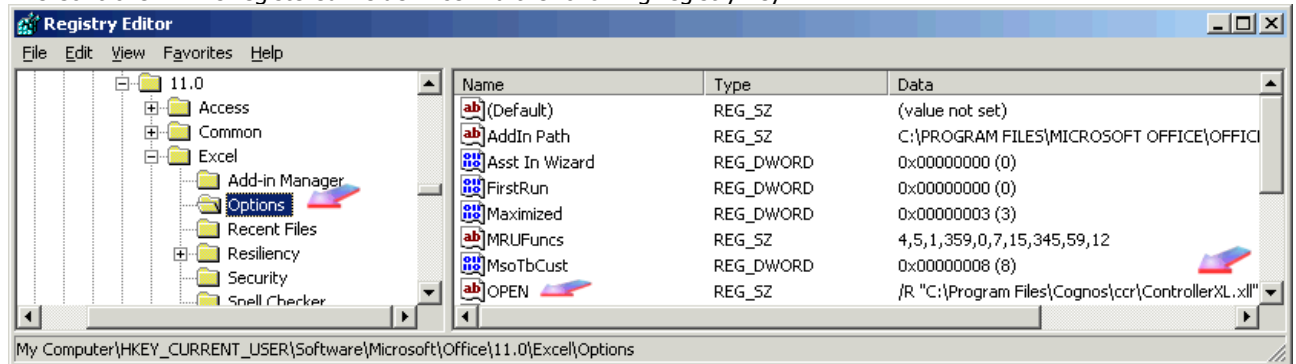 Registry Editor
File Edit View Favorites Help
11.0
Access
Common
Excel
Add-in Manager
Options
Recent Files
Resiliency
Security
Spell Checker
Name Type Data
(Default) REG_SZ (value not set)
AddIn Path REG_SZ C:\PROGRAM FILES\MICROSOFT OFFICE\OFFICE
Asst In Wizard REG_DWORD 0x00000000 (0)
FirstRun REG_DWORD 0x00000000 (0)
Maximized REG_DWORD 0x00000003 (3)
MRUFuncs REG_SZ 4,5,1,359,0,7,15,345,59,12
MsoTbCust REG_DWORD 0x00000008 (8)
OPEN REG_SZ /R "C:\Program Files\Cognos\ccr\ControllerXL.xll"
My Computer\HKEY_CURRENT_USER\Software\Microsoft\Office\11.0\Excel\Options